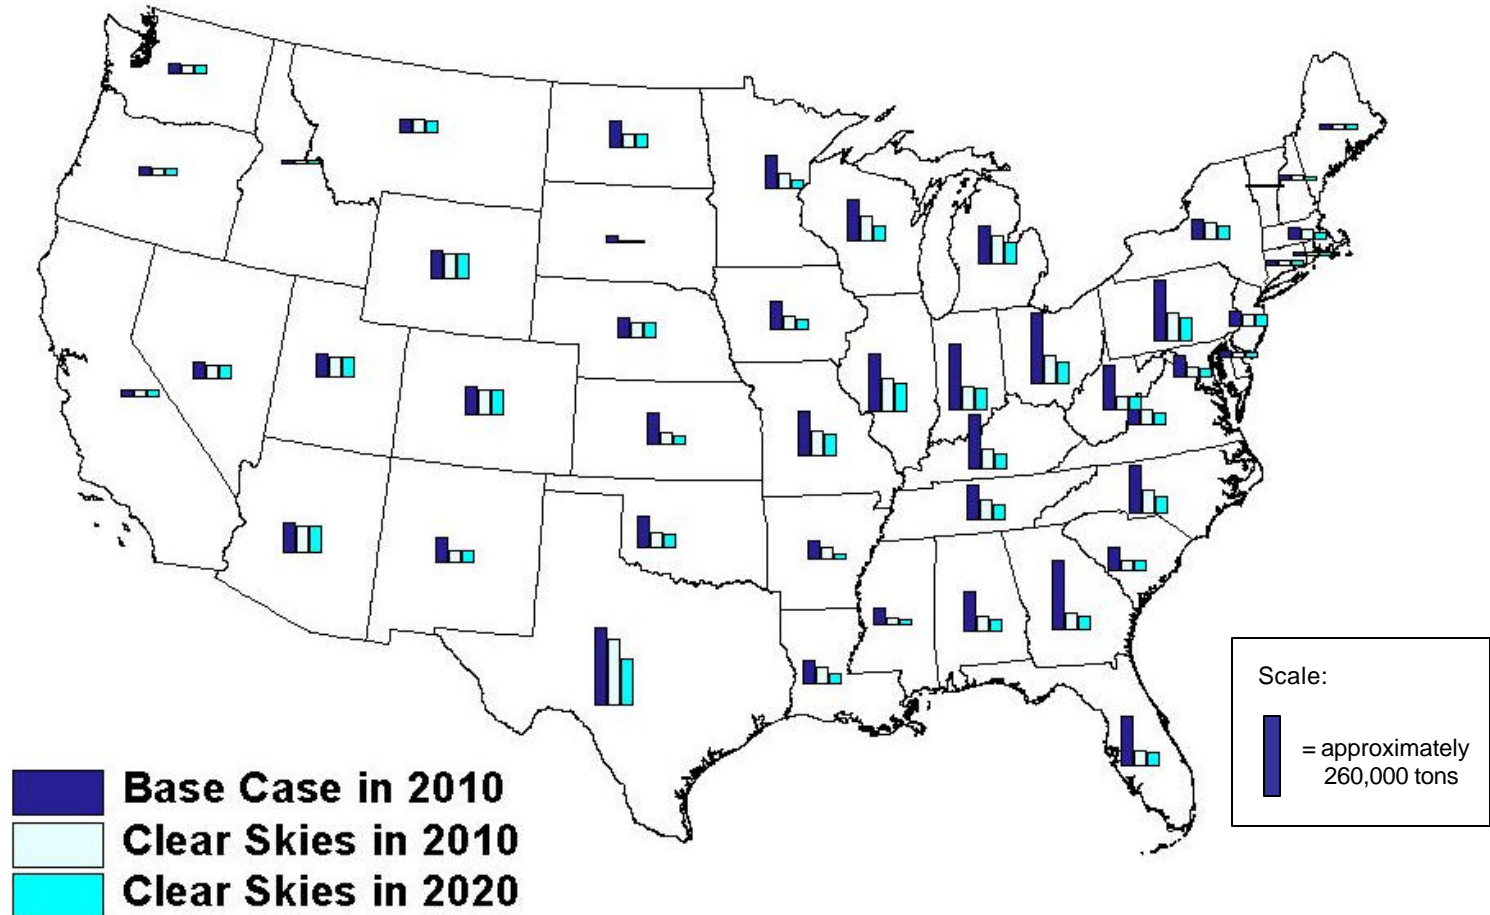 Scale:
= approximately
260,000 tons
Base Case in 2010
Clear Skies in 2010
Clear Skies in 2020